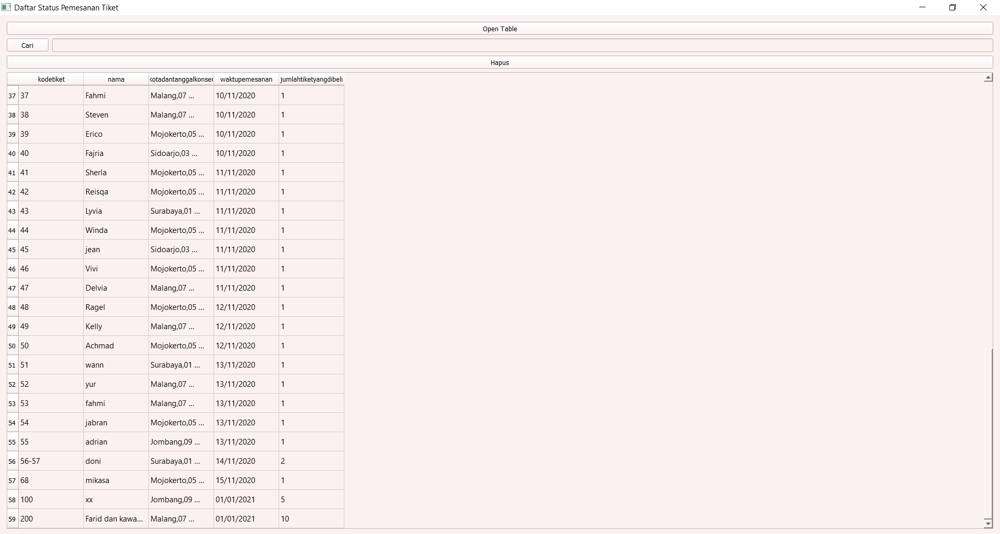 Daftar Status Pemesanan Tiket
Open Table
Cari
Hapus
kodetiket nama kotadantanggalkonser waktupemesanan jumlahtiketyangdibeli
37 37 Fahmi Malang,07 ... 10/11/2020 1
38 38 Steven Malang,07 ... 10/11/2020 1
39 39 Erico Mojokerto,05 ... 10/11/2020 1
40 40 Fajria Sidoarjo,03 ... 10/11/2020 1
41 41 Sherla Mojokerto,05 ... 11/11/2020 1
42 42 Reisqa Mojokerto,05 ... 11/11/2020 1
43 43 Lyvia Surabaya,01 ... 11/11/2020 1
44 44 Winda Mojokerto,05 ... 11/11/2020 1
45 45 jean Sidoarjo,03 ... 11/11/2020 1
46 46 Vivi Mojokerto,05 ... 11/11/2020 1
47 47 Delvia Malang,07 ... 11/11/2020 1
48 48 Ragel Mojokerto,05 ... 12/11/2020 1
49 49 Kelly Malang,07 ... 12/11/2020 1
50 50 Achmad Mojokerto,05 ... 12/11/2020 1
51 51 wann Surabaya,01 ... 13/11/2020 1
52 52 yur Malang,07 ... 13/11/2020 1
53 53 fahmi Malang,07 ... 13/11/2020 1
54 54 jabran Mojokerto,05 ... 13/11/2020 1
55 55 adrian Jombang,09 ... 13/11/2020 1
56 56-57 doni Surabaya,01 ... 14/11/2020 2
57 68 mikasa Mojokerto,05 ... 15/11/2020 1
58 100 xx Jombang,09 ... 01/01/2021 5
59 200 Farid dan kawa... Malang,07 ... 01/01/2021 10